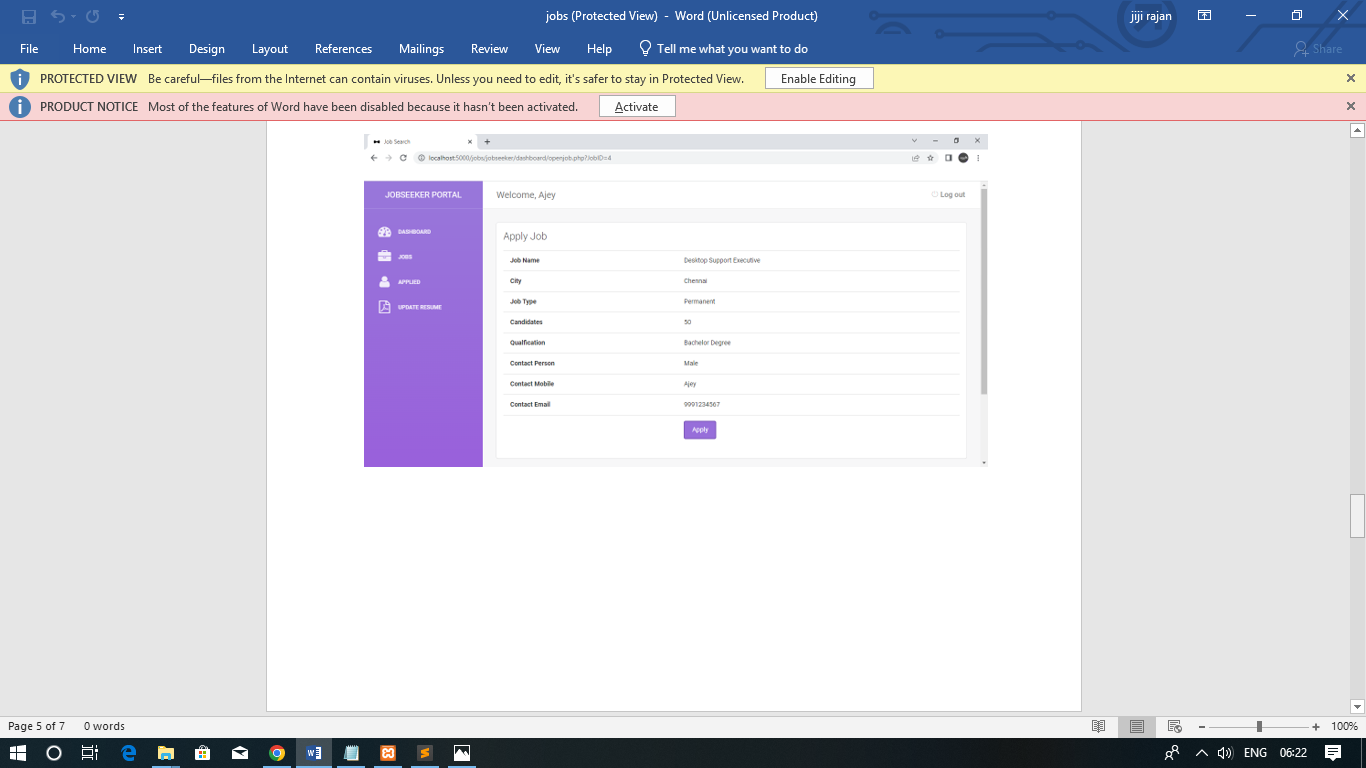 jobs (Protected View) - Word (Unlicensed Product)
jiji rajan
File Home Insert Design Layout References Mailings Review View Help Tell me what you want to do Share
PROTECTED VIEW Be careful—files from the Internet can contain viruses. Unless you need to edit, it's safer to stay in Protected View. Enable Editing
PRODUCT NOTICE Most of the features of Word have been disabled because it hasn't been activated. Activate
Job Search
localhost:5000/jobs/jobseeker/dashboard/openjob.php?JobID=4
JOBSEEKER PORTAL
Welcome, Ajey
Log out
DASHBOARD
JOBS
APPLIED
UPDATE RESUME
Apply Job
Job Name Desktop Support Executive
City Chennai
Job Type Permanent
Candidates 50
Qualfication Bachelor Degree
Contact Person Male
Contact Mobile Ajey
Contact Email 9991234567
Apply
Page 5 of 7 0 words
100%
ENG 06:22